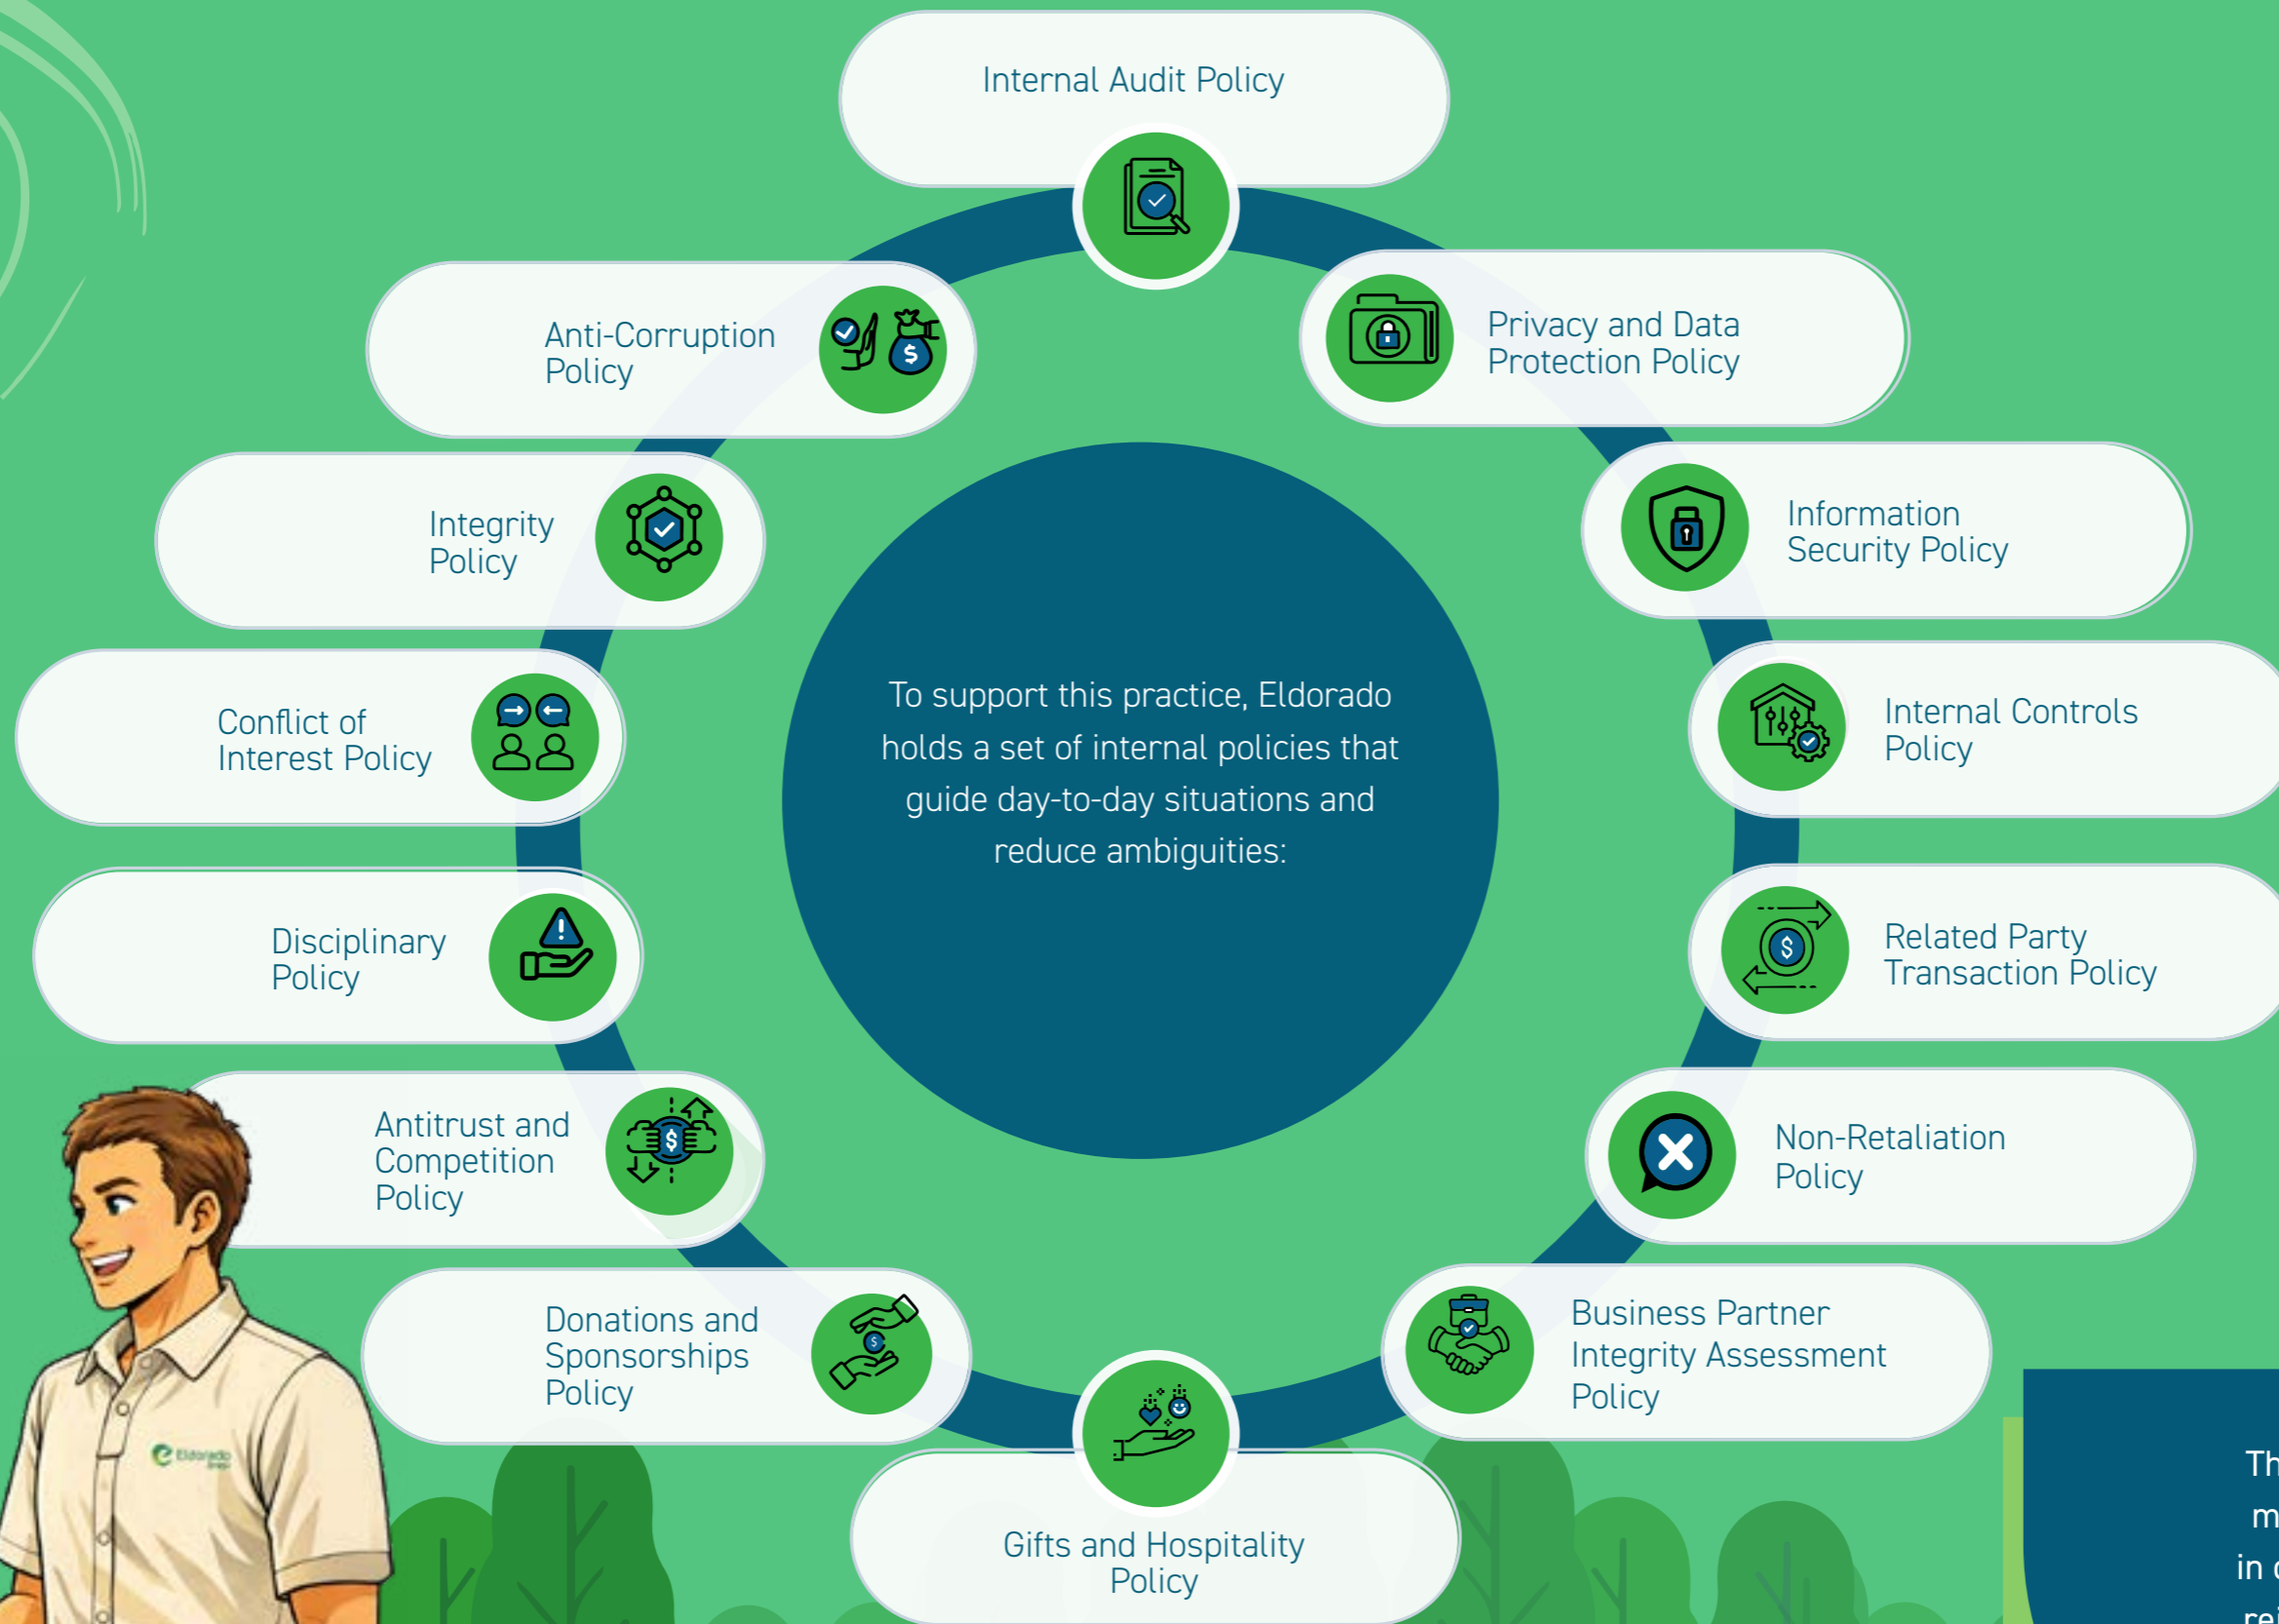 Internal Audit Policy
Anti-Corruption
Policy
Privacy and Data
Protection Policy
Integrity
Policy
Information
Security Policy
Conflict of
Interest Policy
Internal Controls
Policy
To support this practice, Eldorado
holds a set of internal policies that
guide day-to-day situations and
reduce ambiguities:
Disciplinary
Policy
Related Party
Transaction Policy
Antitrust and
Competition
Policy
Non-Retaliation
Policy
Donations and
Sponsorships
Policy
Business Partner
Integrity Assessment
Policy
Eldorado
Gifts and Hospitality
Policy
in